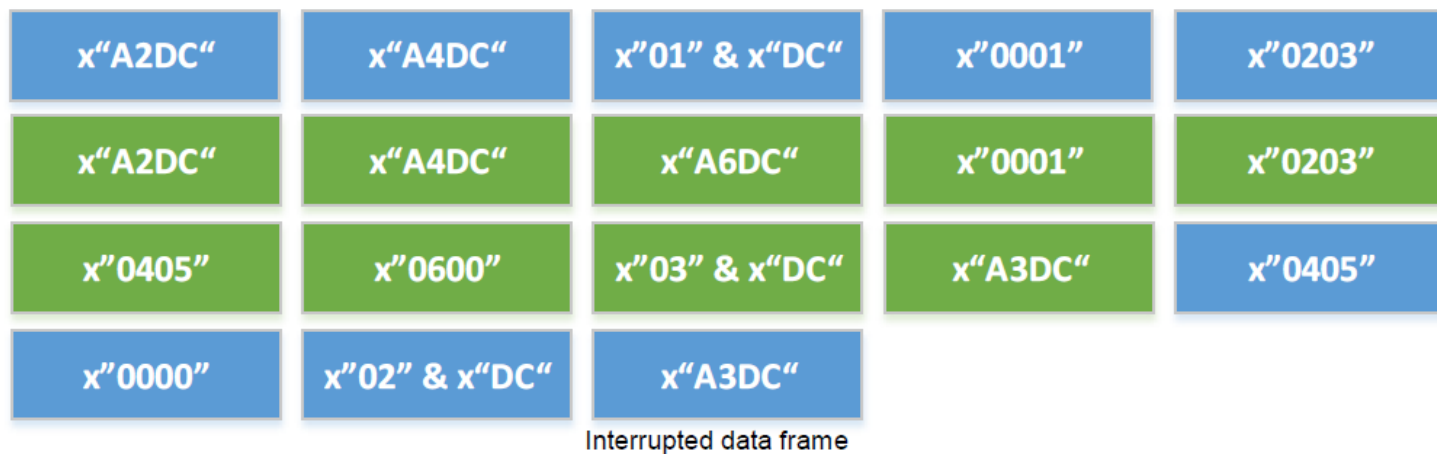 x“A2DC“ x“A4DC“ x”01” & x“DC“ x”0001” x”0203”
x“A2DC“ x“A4DC“ x“A6DC“ x”0001” x”0203”
x”0405” x”0600” x”03” & x“DC“ x“A3DC“ x”0405”
x”0000” x”02” & x“DC“ x“A3DC“
Interrupted data frame